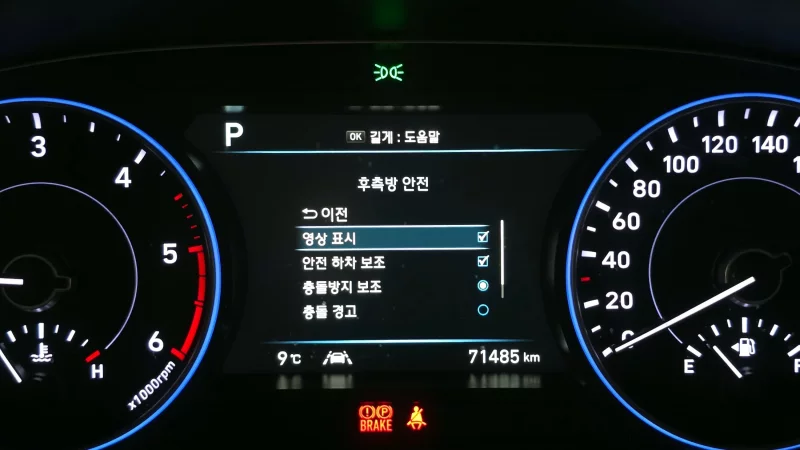 P
OK 길게 : 도움말
후측방 안전
이전
영상 표시
안전 하차 보조
충돌방지 보조
충돌 경고
9℃
71485 km
3
4
5
6
x1000rpm
H
0
20
40
60
80
100
120
140
E
F
(!) (P)
BRAKE